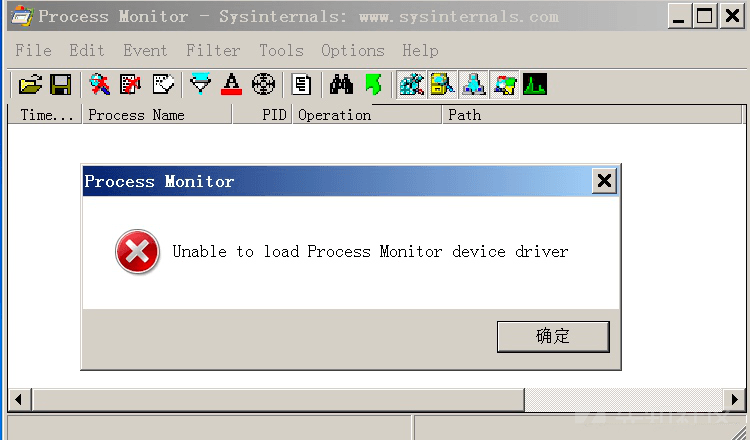 Process Monitor - Sysinternals: www.sysinternals.com
File Edit Event Filter Tools Options Help
Time... Process Name PID Operation Path
Process Monitor
Unable to load Process Monitor device driver
确定